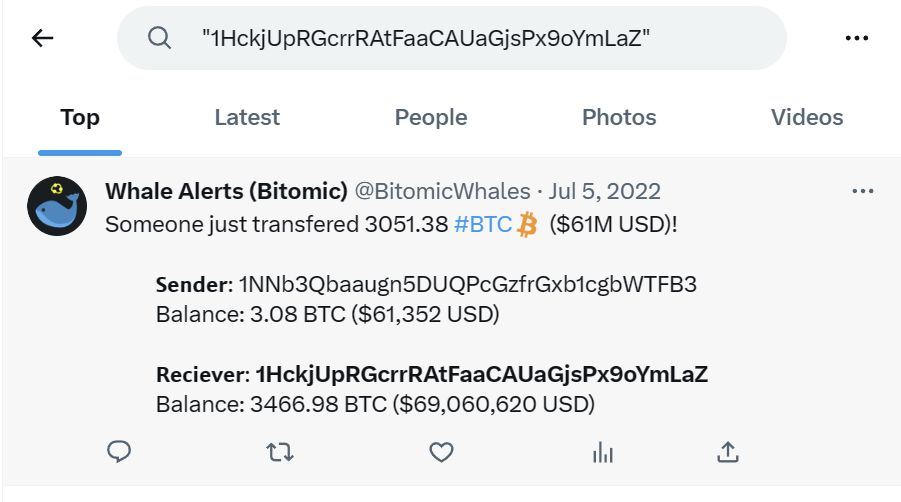 "1HckjUpRGcrrRAtFaaCAUaGjsPx9oYmLaZ"
Top Latest People Photos Videos
Whale Alerts (Bitomic) @BitomicWhales · Jul 5, 2022
Someone just transfered 3051.38 #BTC ($61M USD)!
Sender: 1NNb3Qbaaugn5DUQPcGzfrGxb1cgbWTFB3
Balance: 3.08 BTC ($61,352 USD)
Reciever: 1HckjUpRGcrrRAtFaaCAUaGjsPx9oYmLaZ
Balance: 3466.98 BTC ($69,060,620 USD)